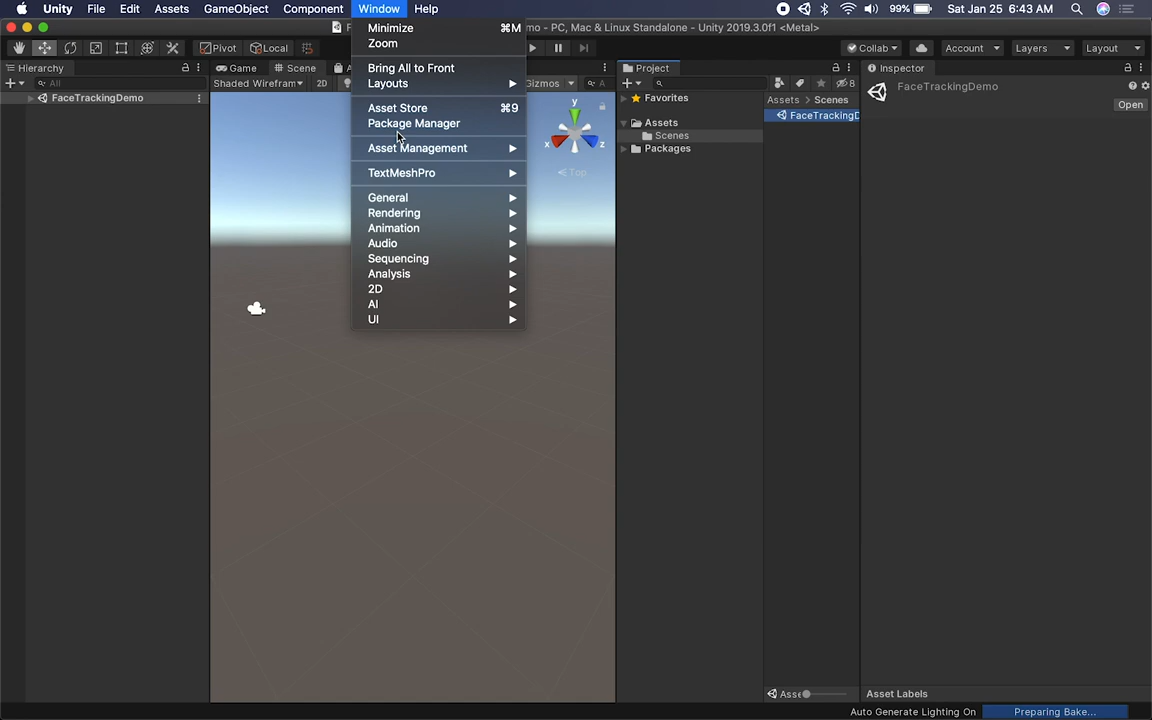 Unity File Edit Assets GameObject Component Window Help 99% Sat Jan 25 6:43 AM
mo - PC, Mac & Linux Standalone - Unity 2019.3.0f1 <Metal>
Pivot Local Collab Account Layers Layout
Hierarchy Game Scene Project Inspector
All Shaded Wirefram 2D Gizmos A 8
FaceTrackingDemo
Minimize ⌘M
Zoom
Bring All to Front
Layouts
Asset Store ⌘9
Package Manager
Asset Management
TextMeshPro
General
Rendering
Animation
Audio
Sequencing
Analysis
2D
AI
UI
y
x z
Top
Favorites
Assets
Scenes
Packages
Assets Scenes
FaceTrackingD
FaceTrackingDemo
Open
Asse
Asset Labels
Auto Generate Lighting On Preparing Bake...